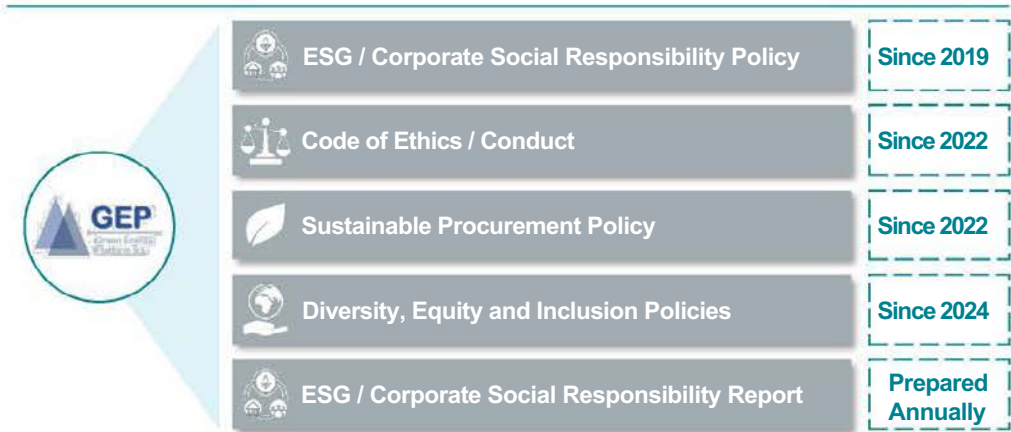 ESG / Corporate Social Responsibility Policy
Since 2019
Code of Ethics / Conduct
Since 2022
GEP
Sustainable Procurement Policy
Since 2022
Diversity, Equity and Inclusion Policies
Since 2024
ESG / Corporate Social Responsibility Report
Prepared
Annually